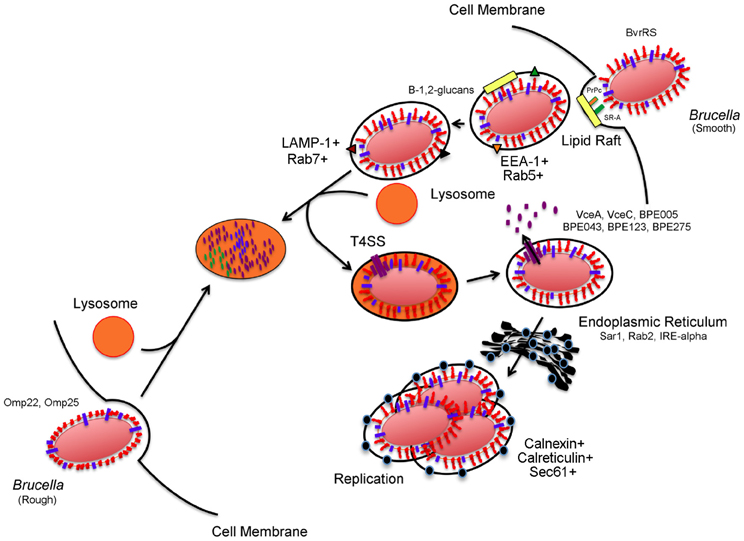 Cell Membrane
BvrRS
PrPc
SR-A
Brucella
(Smooth)
Lipid Raft
B-1,2-glucans
EEA-1+
Rab5+
LAMP-1+
Rab7+
Lysosome
VceA, VceC, BPE005
BPE043, BPE123, BPE275
T4SS
Lysosome
Endoplasmic Reticulum
Sar1, Rab2, IRE-alpha
Omp22, Omp25
Calnexin+
Calreticulin+
Sec61+
Replication
Brucella
(Rough)
Cell Membrane